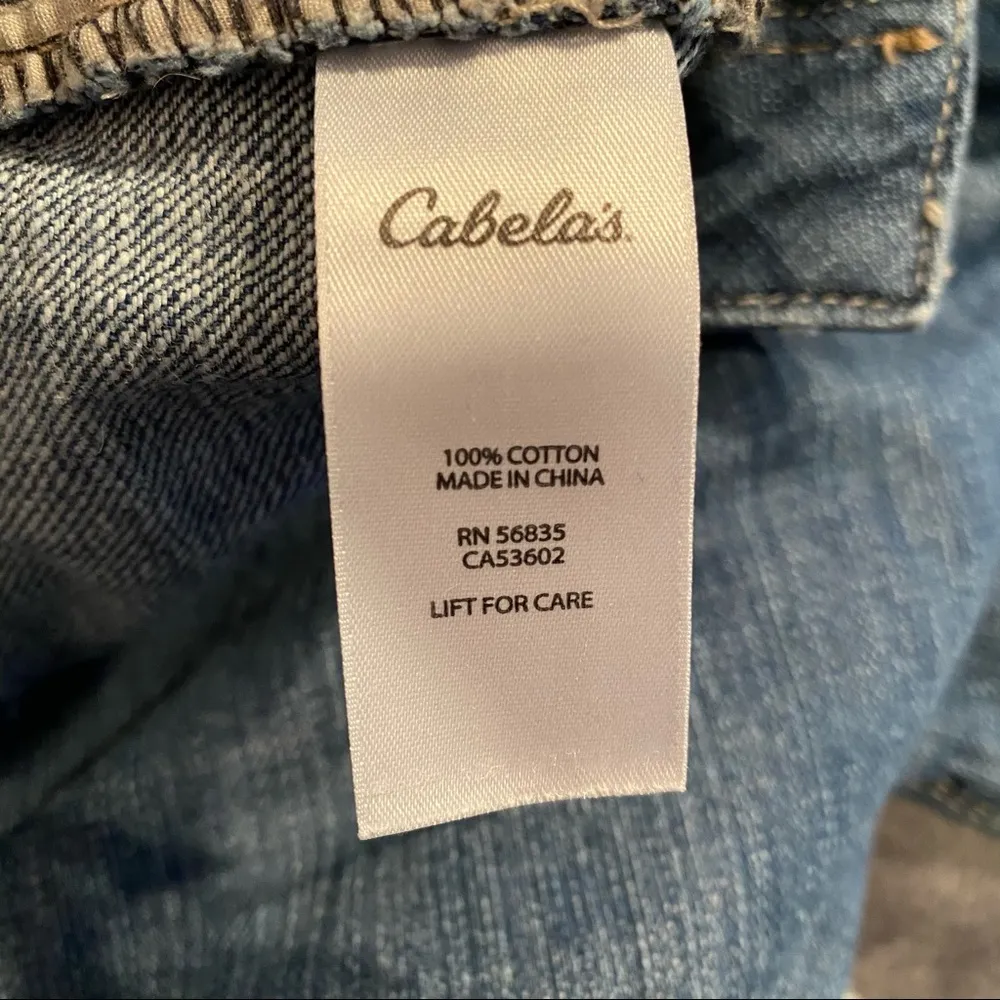 Cabela's
100% COTTON
MADE IN CHINA
RN 56835
CA53602
LIFT FOR CARE